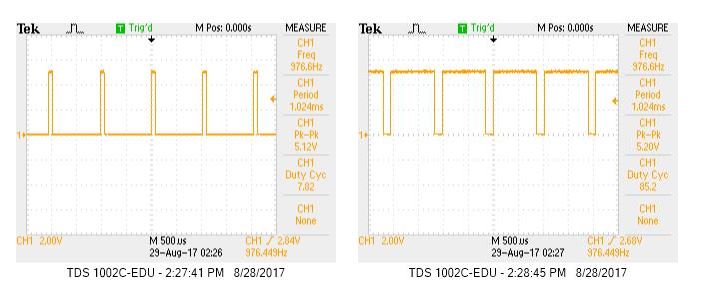 Tek Trig'd M Pos: 0.000s MEASURE
CH1
Freq
976.6Hz
CH1
Period
1.024ms
CH1
Pk-Pk
5.12V
CH1
Duty Cyc
7.82
CH1
None
1
CH1 2.00V M 500µs CH1 / 2.84V
29-Aug-17 02:26 976.449Hz
TDS 1002C-EDU - 2:27:41 PM 8/28/2017
Tek Trig'd M Pos: 0.000s MEASURE
CH1
Freq
976.6Hz
CH1
Period
1.024ms
CH1
Pk-Pk
5.20V
CH1
Duty Cyc
85.2
CH1
None
1
CH1 2.00V M 500µs CH1 / 2.68V
29-Aug-17 02:27 976.449Hz
TDS 1002C-EDU - 2:28:45 PM 8/28/2017